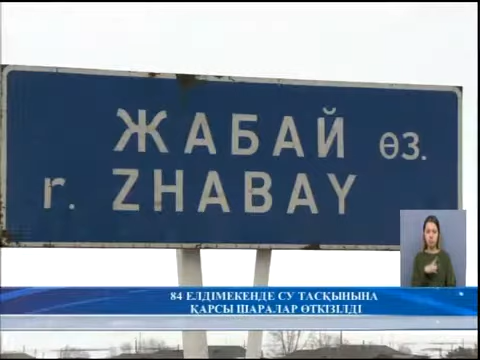 ЖАБАЙ өз.
r. ZHABAY
84 ЕЛДІМЕКЕНДЕ СУ ТАСҚЫНЫНА
ҚАРСЫ ШАРАЛАР ӨТКІЗІЛДІ